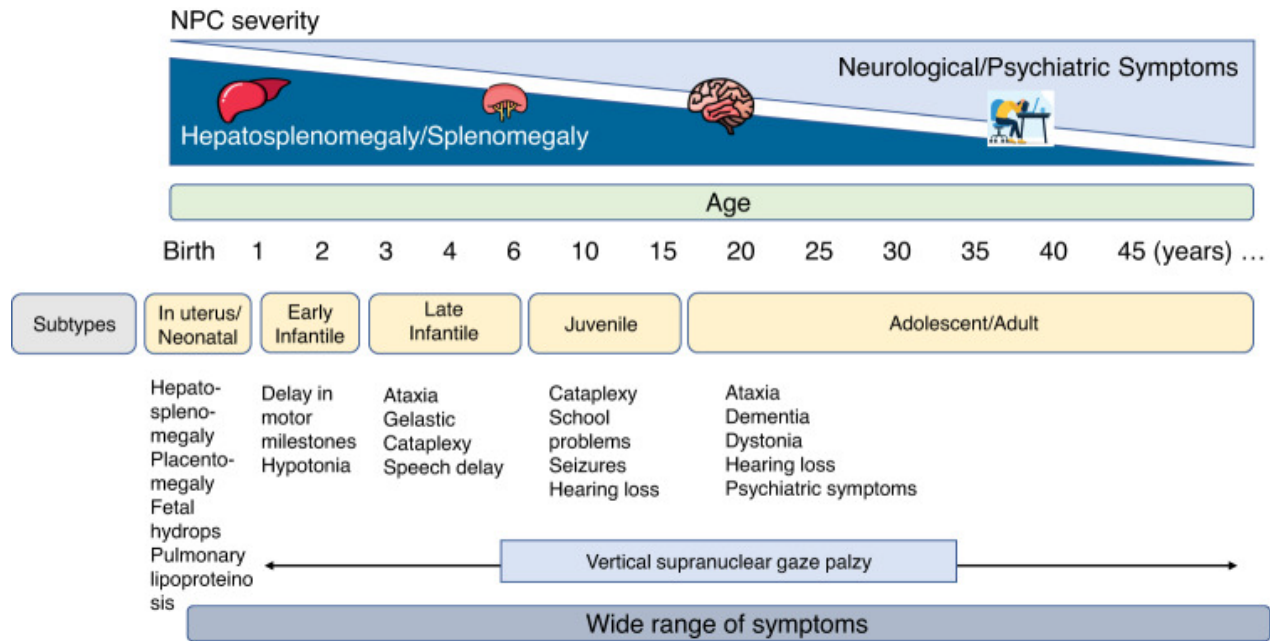 NPC severity
Neurological/Psychiatric Symptoms
Hepatosplenomegaly/Splenomegaly
Age
Birth 1 2 3 4 6 10 15 20 25 30 35 40 45 (years) ...
Subtypes
In uterus/
Neonatal
Early
Infantile
Late
Infantile
Juvenile
Adolescent/Adult
Hepato-
spleno-
megaly
Placento-
megaly
Fetal
hydrops
Pulmonary
lipoproteino
sis
Delay in
motor
milestones
Hypotonia
Ataxia
Gelastic
Cataplexy
Speech delay
Cataplexy
School
problems
Seizures
Hearing loss
Ataxia
Dementia
Dystonia
Hearing loss
Psychiatric symptoms
Vertical supranuclear gaze palzy
Wide range of symptoms